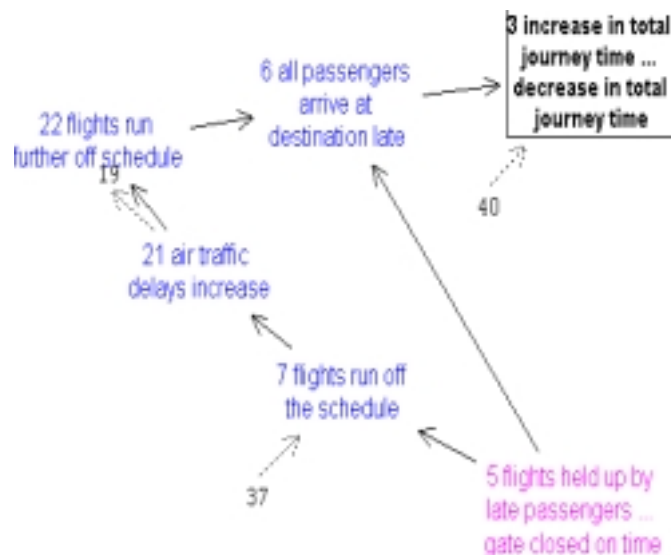 3 increase in total
journey time ...
decrease in total
journey time
6 all passengers
arrive at
destination late
22 flights run
further off schedule
19
40
21 air traffic
delays increase
7 flights run off
the schedule
37
5 flights held up by
late passengers ...
gate closed on time